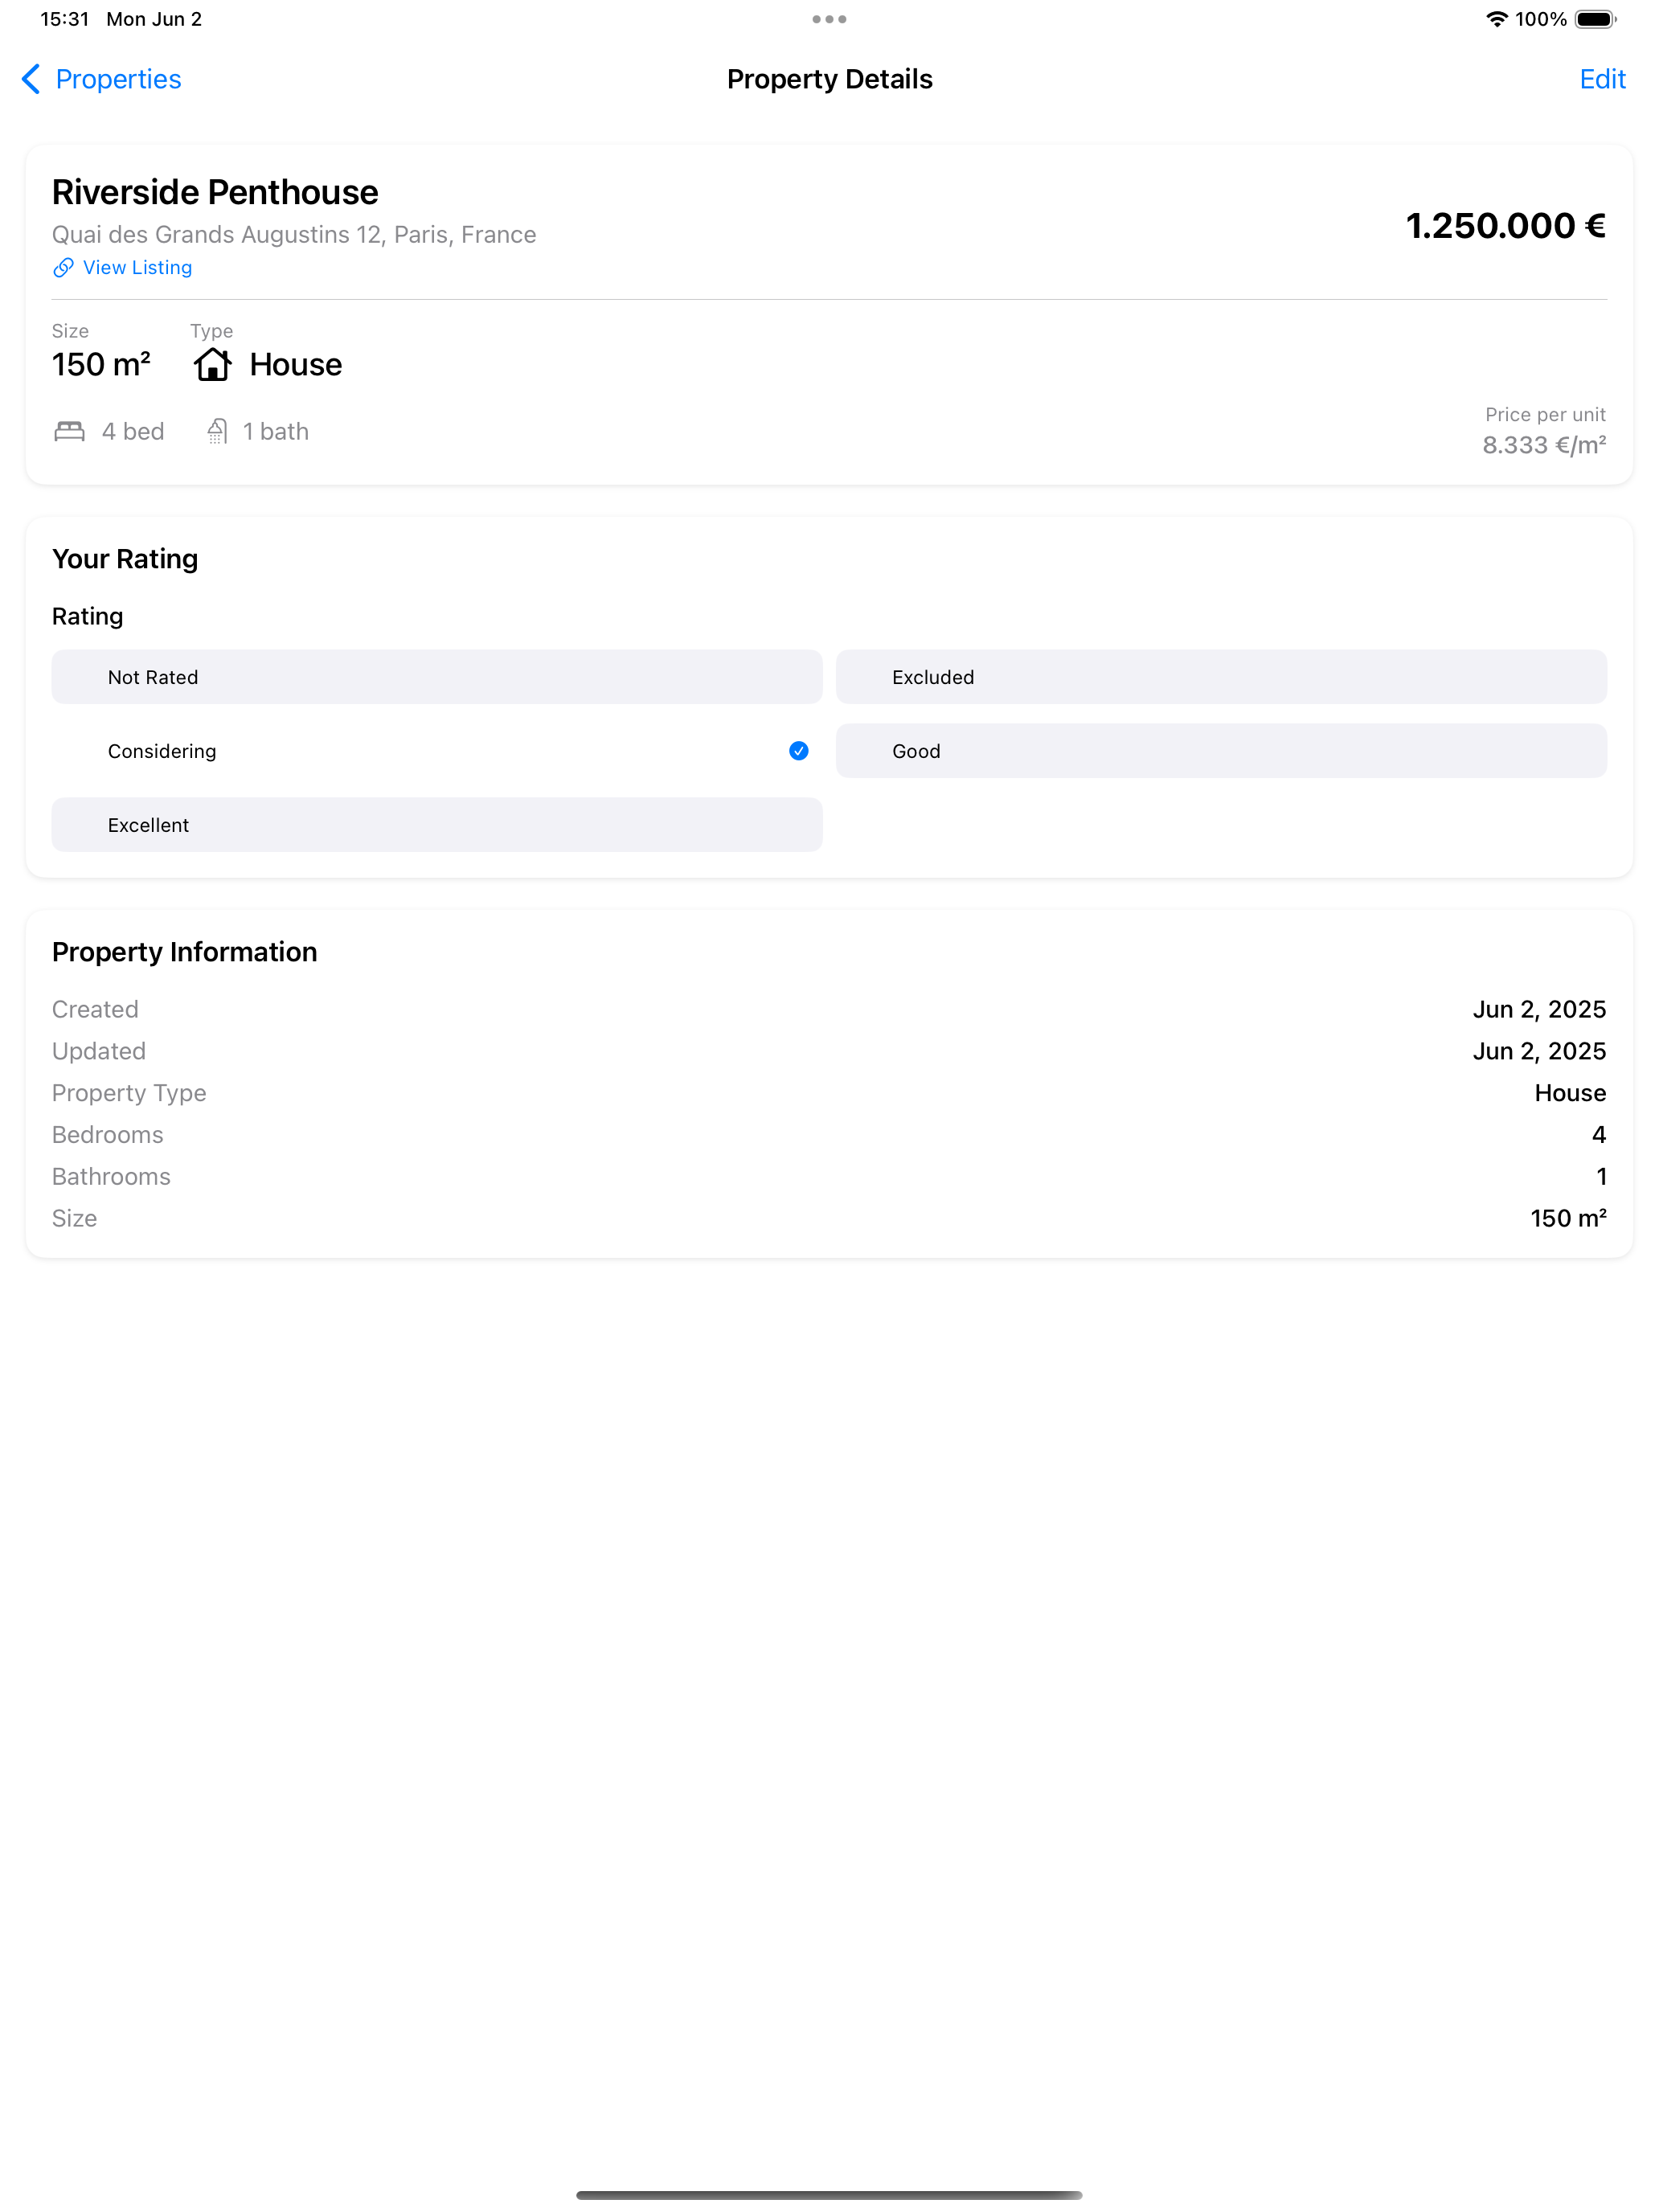 15:31 Mon Jun 2
100%
Properties
Property Details
Edit
Riverside Penthouse
Quai des Grands Augustins 12, Paris, France
View Listing
1.250.000 €
Size
Type
150 m²
House
4 bed
1 bath
Price per unit
8.333 €/m²
Your Rating
Rating
Not Rated
Excluded
Considering
Good
Excellent
Property Information
Created Jun 2, 2025
Updated Jun 2, 2025
Property Type House
Bedrooms 4
Bathrooms 1
Size 150 m²